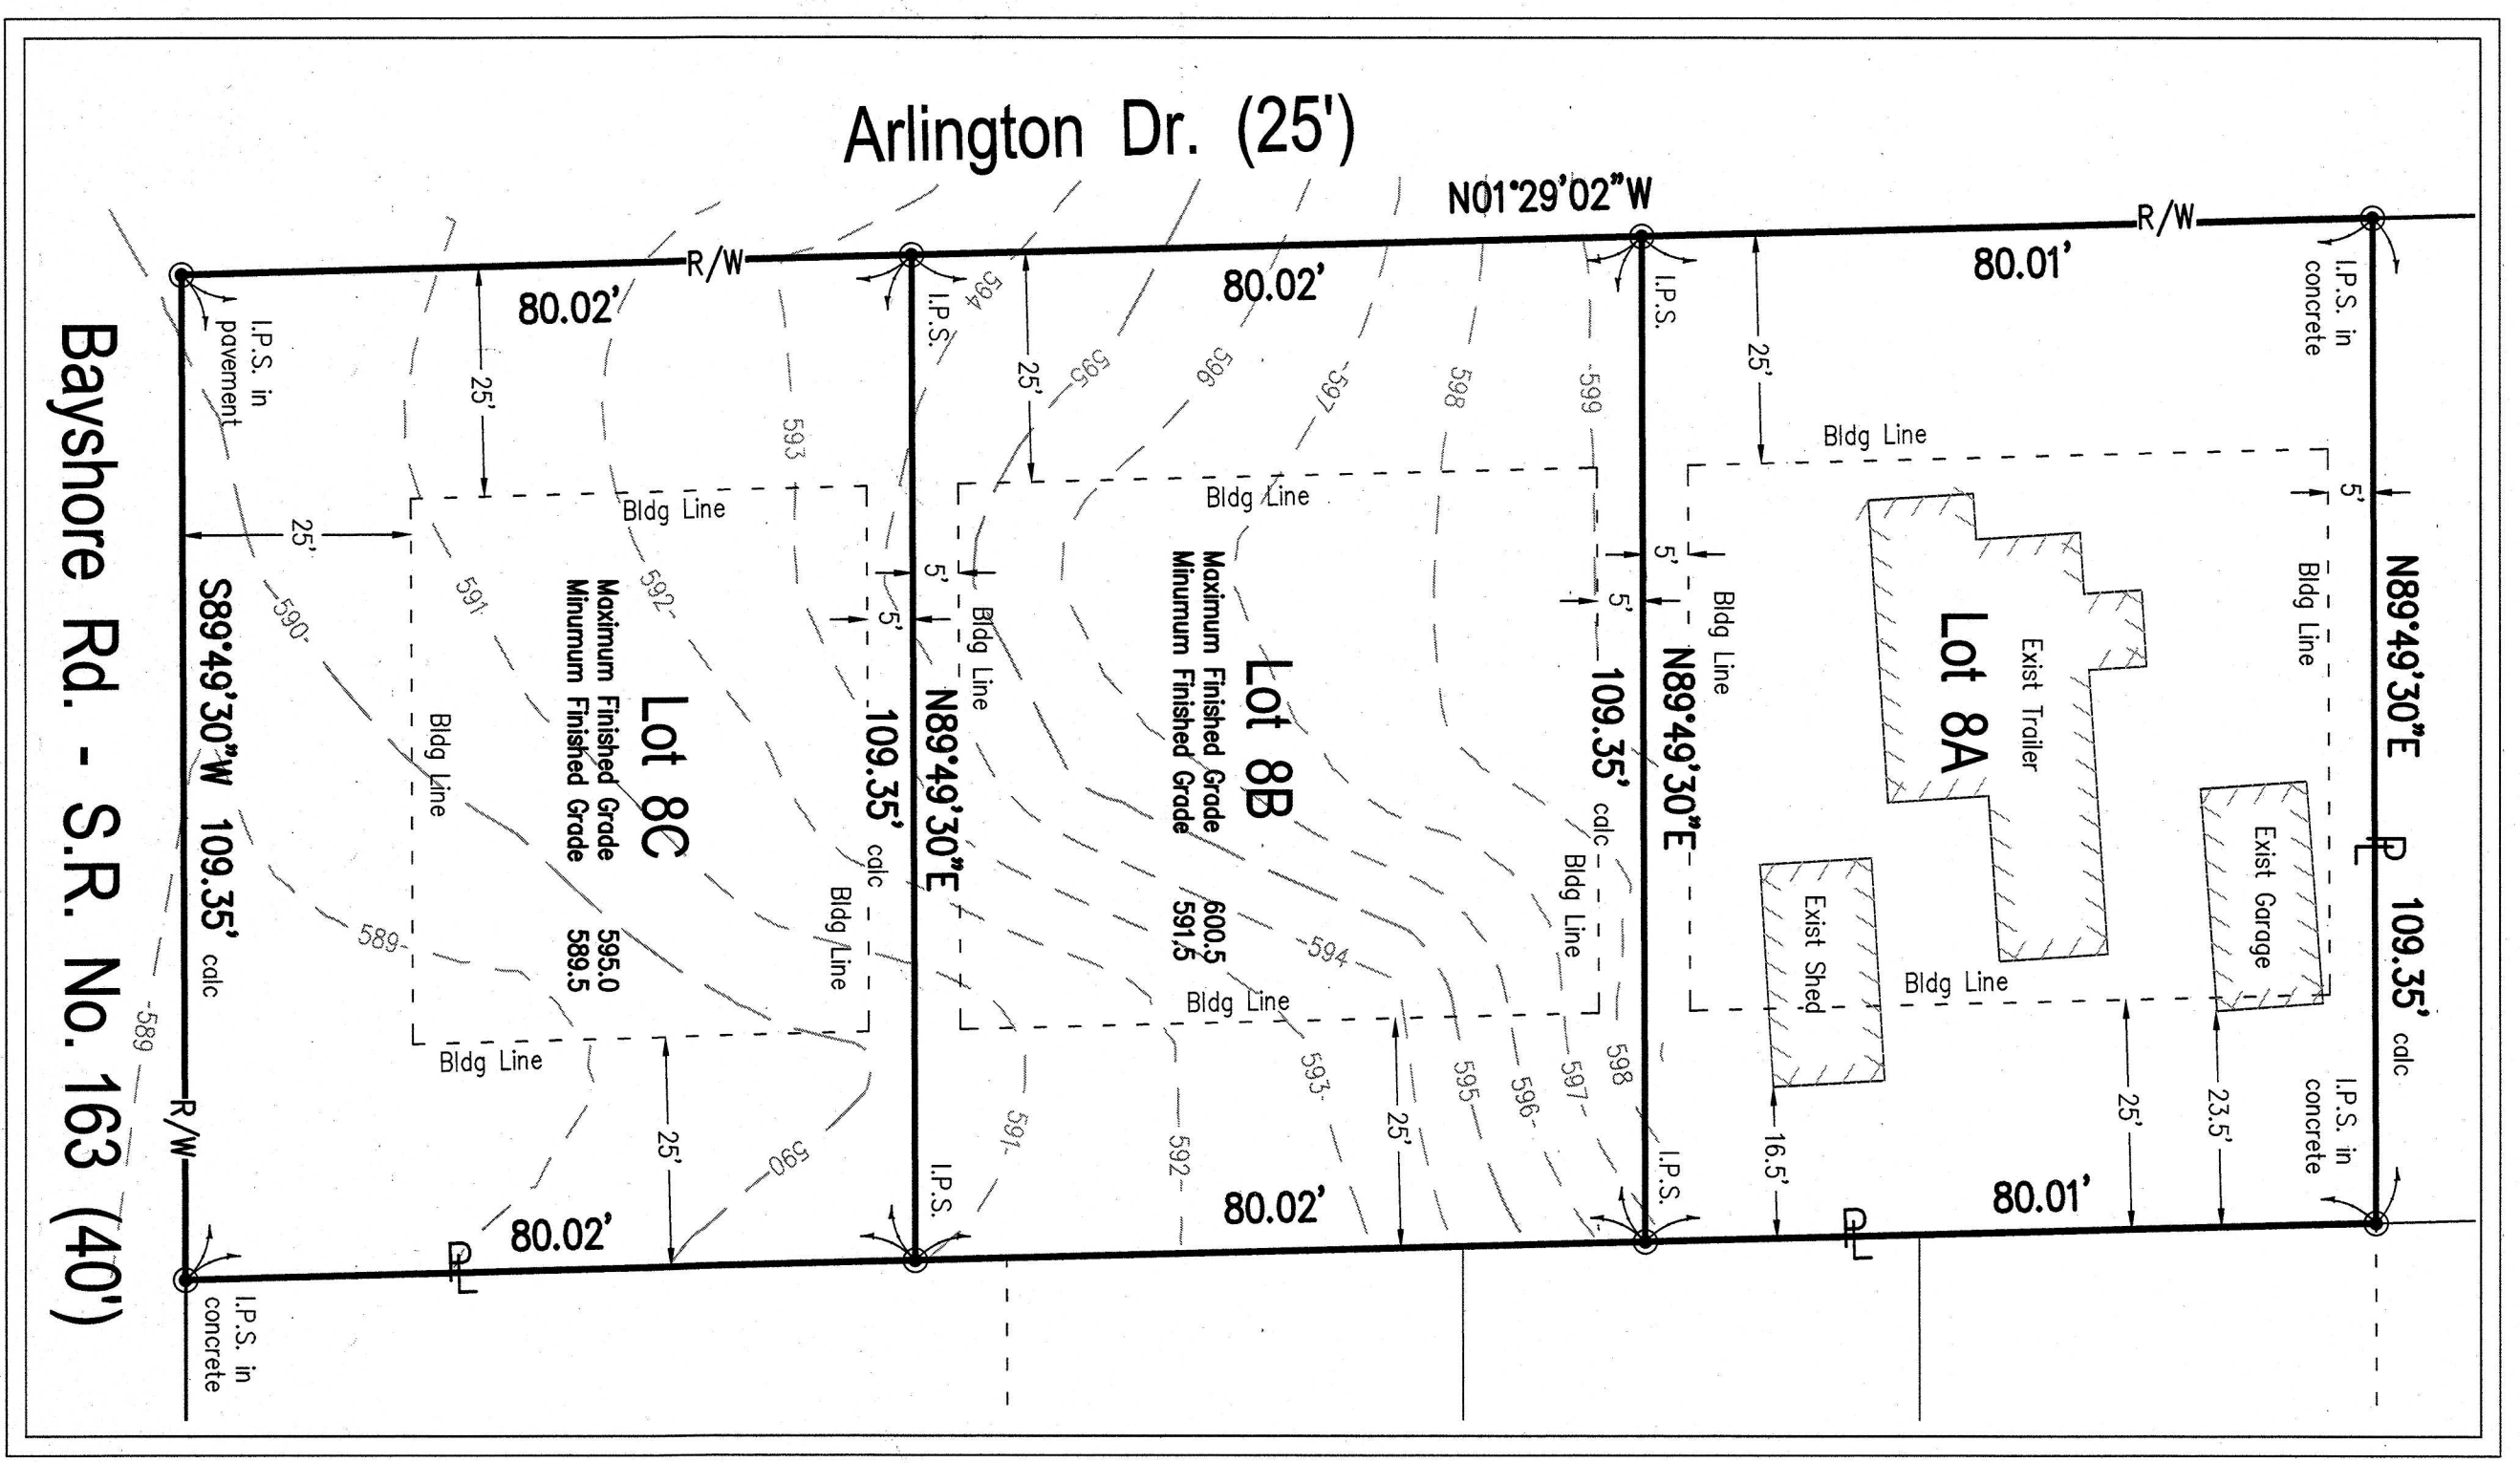 Arlington Dr. (25')
N01°29'02"W
R/W
80.01'
R/W
80.02'
80.02'
I.P.S. in
concrete
I.P.S.
I.P.S.
I.P.S. in
pavement
25'
25'
25'
25'
594
595
596
-597
598
-599
593
Bldg Line
Bldg Line
Bldg Line
5'
5'
5'
5'
5'
N89°49'30"E
109.35' calc
Bldg Line
Lot 8A
Exist Trailer
Exist Garage
Exist Shed
Bldg Line
Bldg Line
N89°49'30"E
109.35' calc
Bldg Line
Lot 8B
Maximum Finished Grade 600.5
Minimum Finished Grade 591.5
Bldg Line
Bldg Line
-594
N89°49'30"E
109.35' calc
Bldg Line
Lot 8C
Maximum Finished Grade 595.0
Minumum Finished Grade 589.5
592-
591
-590-
Bldg Line
Bldg Line
589-
S89°49'30"W 109.35' calc
R/W
Bayshore Rd. - S.R. No. 163 (40')
-589
25'
25'
25'
23.5'
16.5'
590
591-
592-
593-
595-
596-
597-
598
PL
PL
PL
80.02'
80.02'
80.01'
I.P.S.
I.P.S.
I.P.S. in
concrete
I.P.S. in
concrete